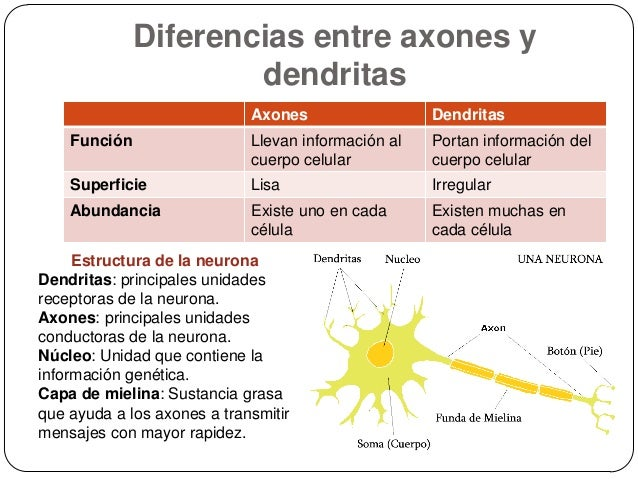 Diferencias entre axones y
dendritas
Axones Dendritas
Función Llevan información al Portan información del
cuerpo celular cuerpo celular
Superficie Lisa Irregular
Abundancia Existe uno en cada Existen muchas en
célula cada célula
Estructura de la neurona
Dendritas: principales unidades
receptoras de la neurona.
Axones: principales unidades
conductoras de la neurona.
Núcleo: Unidad que contiene la
información genética.
Capa de mielina: Sustancia grasa
que ayuda a los axones a transmitir
mensajes con mayor rapidez.
Dendritas Nucleo UNA NEURONA
Axon
Botón (Pie)
Funda de Mielina
Soma (Cuerpo)